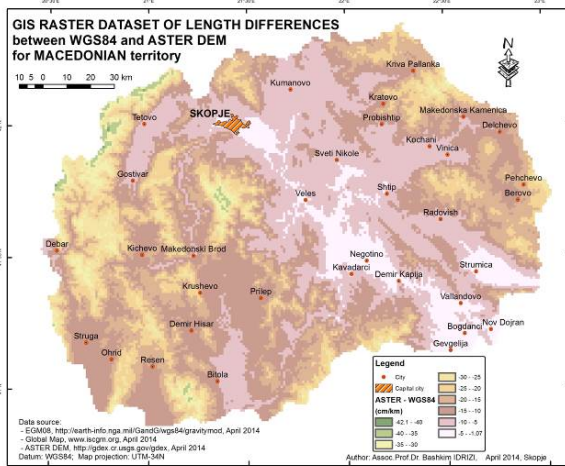 GIS RASTER DATASET OF LENGTH DIFFERENCES
between WGS84 and ASTER DEM
for MACEDONIAN territory
10 5 0 10 20 30 km
N
Kriva Pallanka
Kumanovo
Kratovo
SKOPJE
Makedonska Kamenica
Tetovo
Probishtip
Delchevo
Kochani
Vinica
Sveti Nikole
Gostivar
Pehchevo
Shtip
Veles
Berovo
Radovish
Debar
Kichevo
Makedonski Brod
Negotino
Strumica
Kavadarci
Demir Kapija
Krushevo
Prilep
Valandovo
Demir Hisar
Nov Dojran
Bogdanci
Struga
Gevgelija
Ohrid
Resen
Bitola
Legend
City
Capital city
ASTER - WGS84
(cm/km)
-42.1 - -40
-40 - -35
-35 - -30
-30 - -25
-25 - -20
-20 - -15
-15 - -10
-10 - -5
-5 - -1.07
Data source:
- EGM08, http://earth-info.nga.mil/GandG/wgs84/gravitymod, April 2014
- Global Map, www.iscgm.org, April 2014
- ASTER DEM, http://gdex.cr.usgs.gov/gdex, April 2014
Datum: WGS84; Map projection: UTM-34N
Author: Assoc.Prof.Dr. Bashkim IDRIZI, April 2014, Skopje